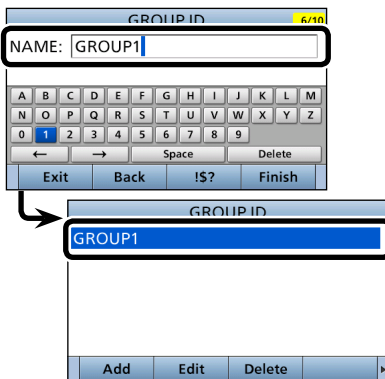 GROUP ID 6/10
NAME: GROUP1
A B C D E F G H I J K L M
N O P Q R S T U V W X Y Z
0 1 2 3 4 5 6 7 8 9
← → Space Delete
Exit Back !$? Finish
GROUP ID
GROUP1
Add Edit Delete